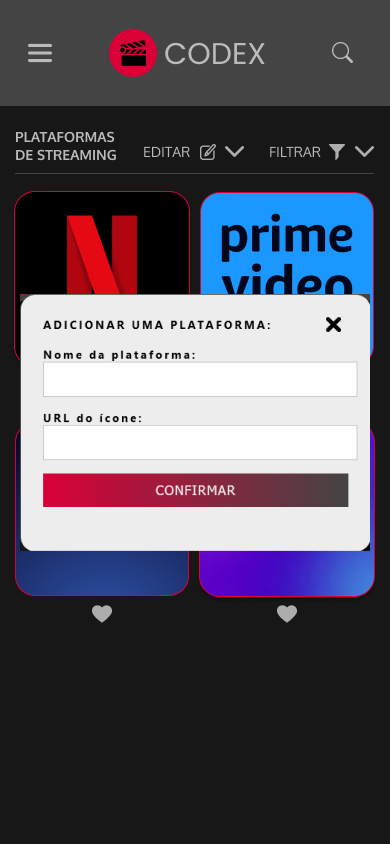 CODEX
PLATAFORMAS
DE STREAMING
EDITAR
FILTRAR
N
prime
video
ADICIONAR UMA PLATAFORMA:
Nome da plataforma:
URL do ícone:
CONFIRMAR